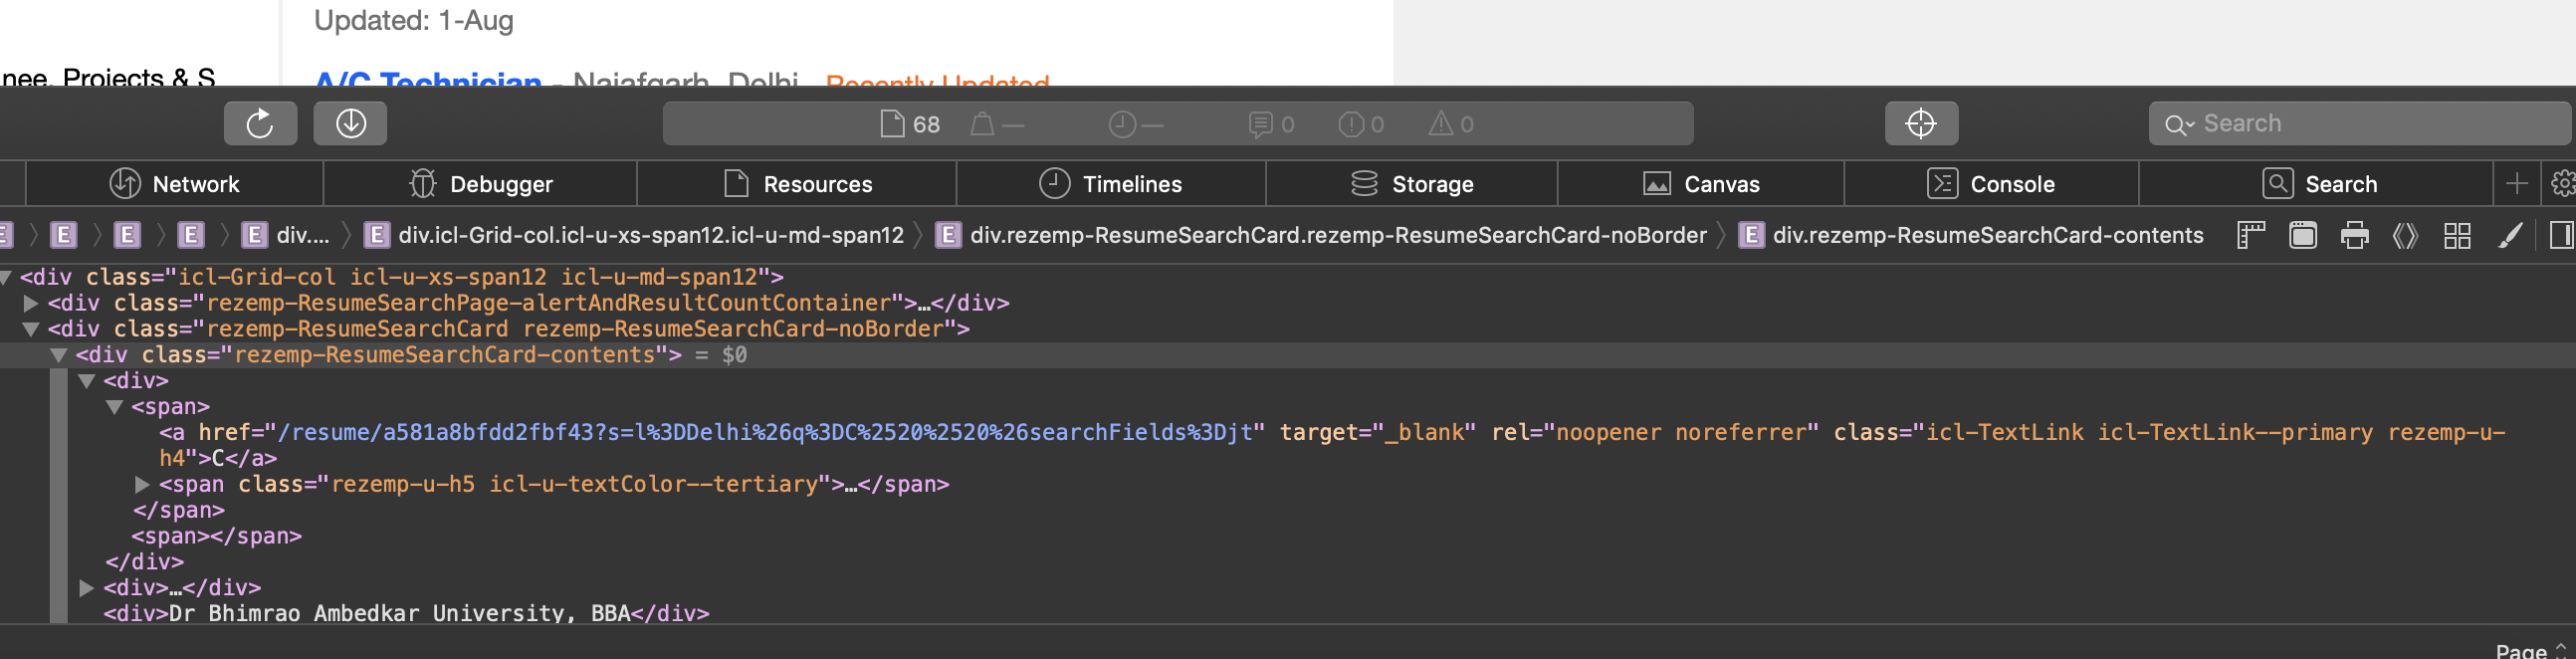 Updated: 1-Aug
nee, Projects & S
A/C Technician - Najafgarh, Delhi Recently Updated
68 — — 0 0 0 Search
Network Debugger Resources Timelines Storage Canvas Console Search
E E E E E div.... E div.icl-Grid-col.icl-u-xs-span12.icl-u-md-span12 E div.rezemp-ResumeSearchCard.rezemp-ResumeSearchCard-noBorder E div.rezemp-ResumeSearchCard-contents
<div class="icl-Grid-col icl-u-xs-span12 icl-u-md-span12">
<div class="rezemp-ResumeSearchPage-alertAndResultCountContainer">…</div>
<div class="rezemp-ResumeSearchCard rezemp-ResumeSearchCard-noBorder">
<div class="rezemp-ResumeSearchCard-contents"> = $0
<div>
<span>
<a href="/resume/a581a8bfdd2fbf43?s=l%3DDelhi%26q%3DC%2520%2520%26searchFields%3Djt" target="_blank" rel="noopener noreferrer" class="icl-TextLink icl-TextLink--primary rezemp-u-
h4">C</a>
<span class="rezemp-u-h5 icl-u-textColor--tertiary">…</span>
</span>
<span></span>
</div>
<div>…</div>
<div>Dr Bhimrao Ambedkar University, BBA</div>
Page